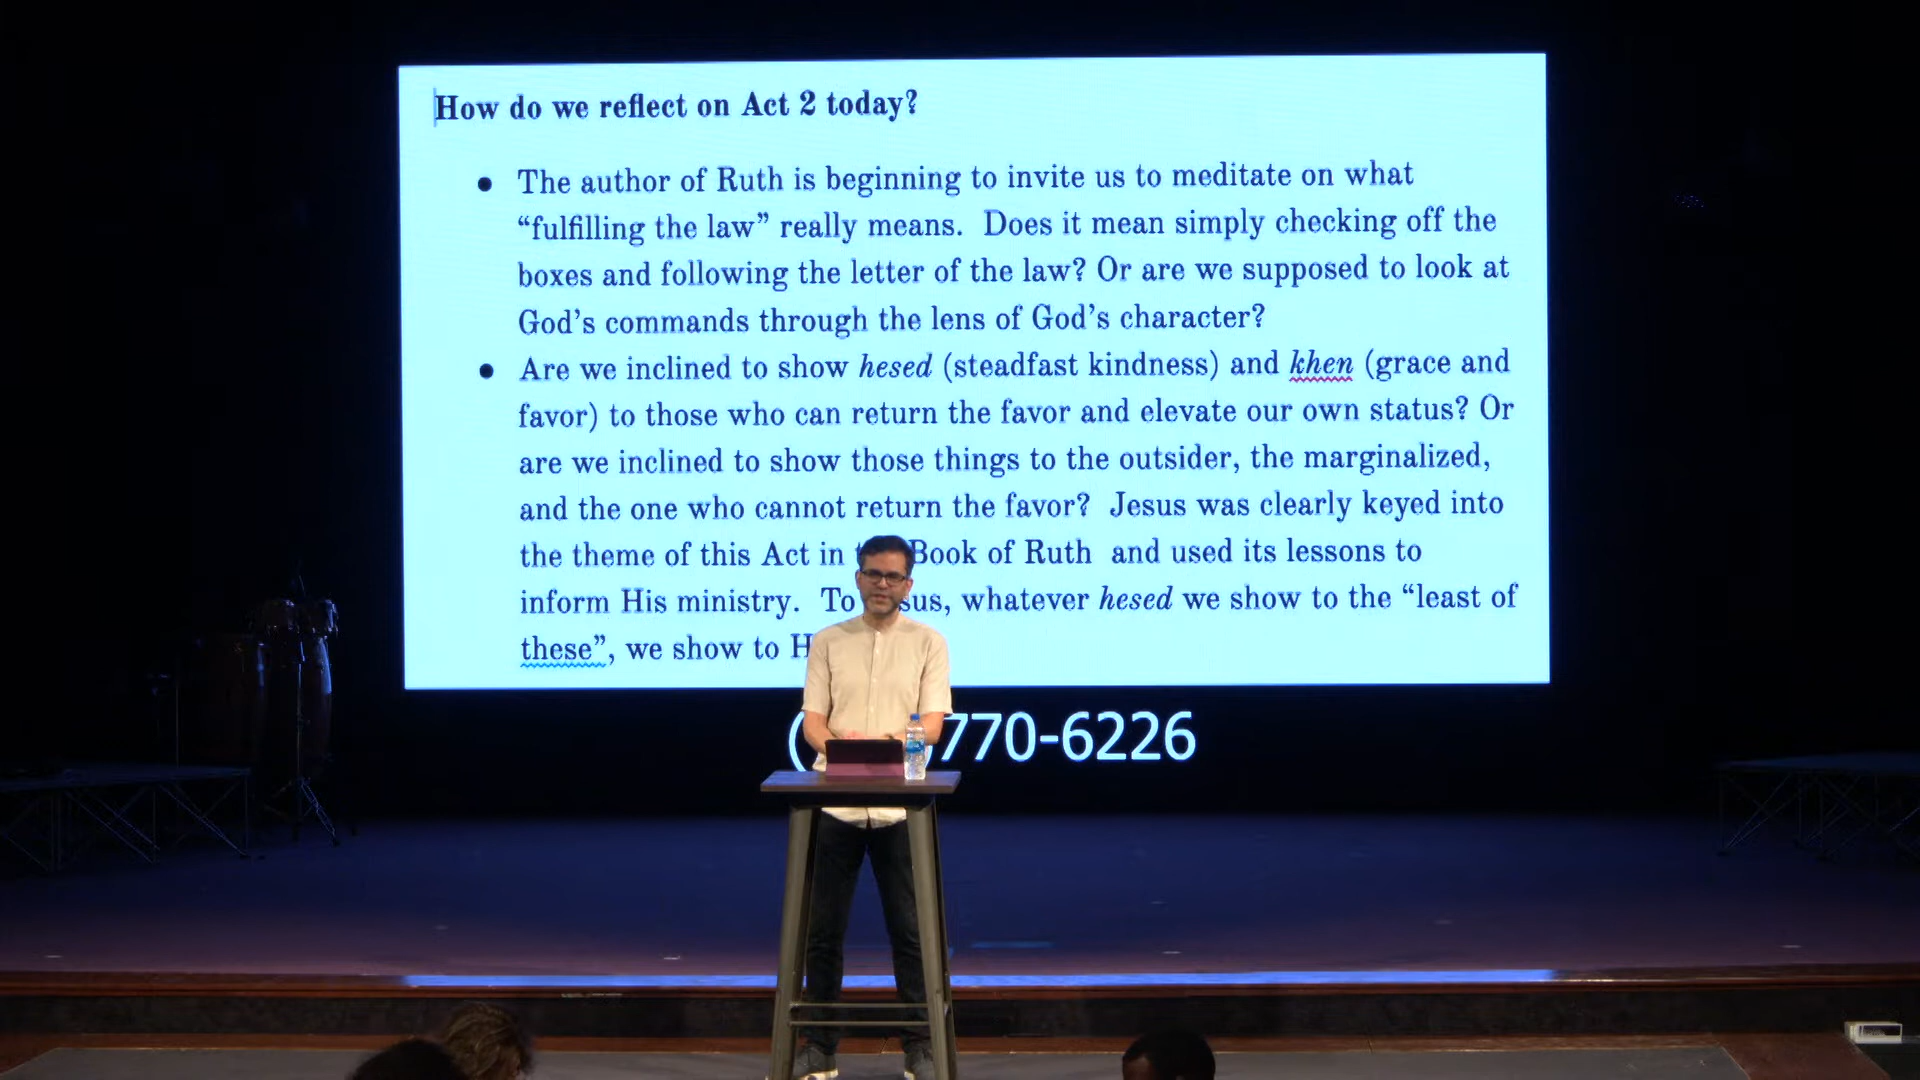 How do we reflect on Act 2 today?
● The author of Ruth is beginning to invite us to meditate on what
“fulfilling the law” really means.  Does it mean simply checking off the
boxes and following the letter of the law? Or are we supposed to look at
God’s commands through the lens of God’s character?
● Are we inclined to show hesed (steadfast kindness) and khen (grace and
favor) to those who can return the favor and elevate our own status? Or
are we inclined to show those things to the outsider, the marginalized,
and the one who cannot return the favor?  Jesus was clearly keyed into
the theme of this Act in Book of Ruth  and used its lessons to
inform His ministry.  To sus, whatever hesed we show to the “least of
these”, we show to H
770-6226